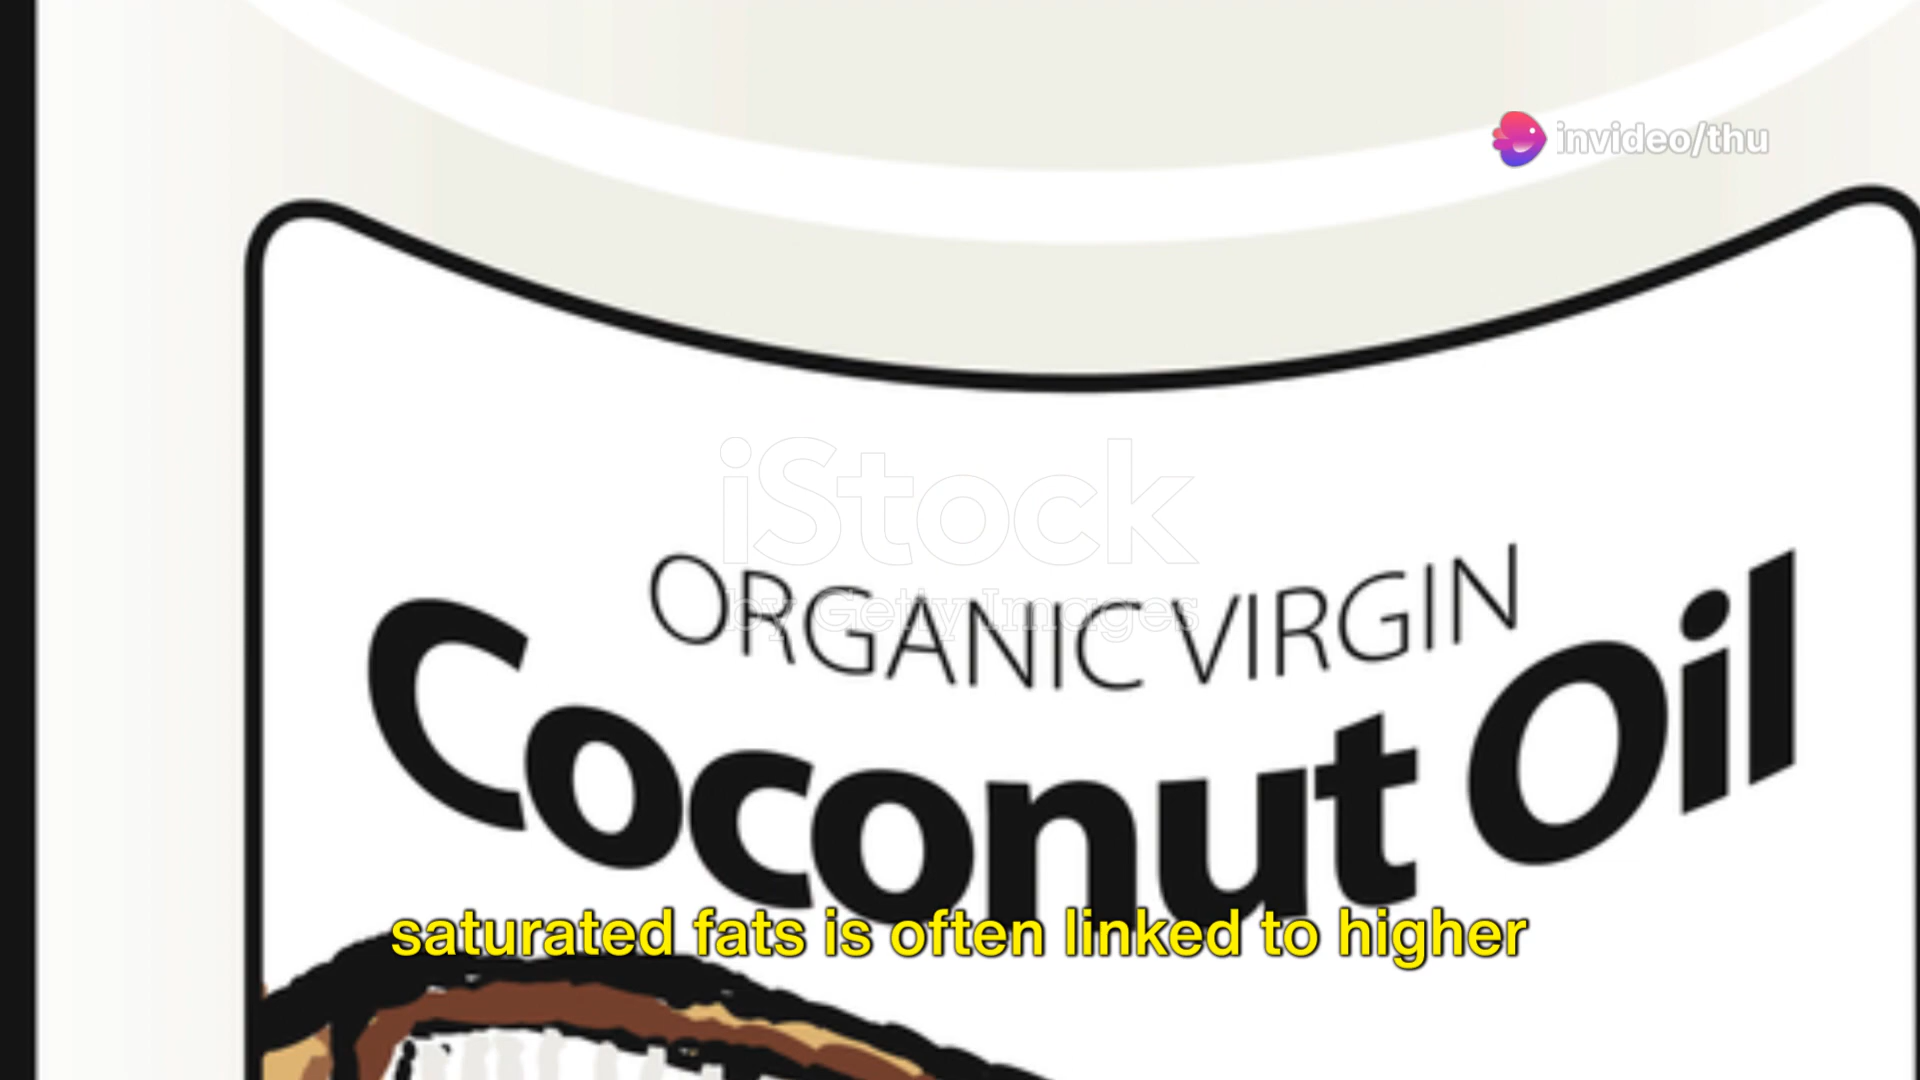 invideo/thu
iStock
by Getty Images
ORGANIC VIRGIN
Coconut Oil
saturated fats is often linked to higher